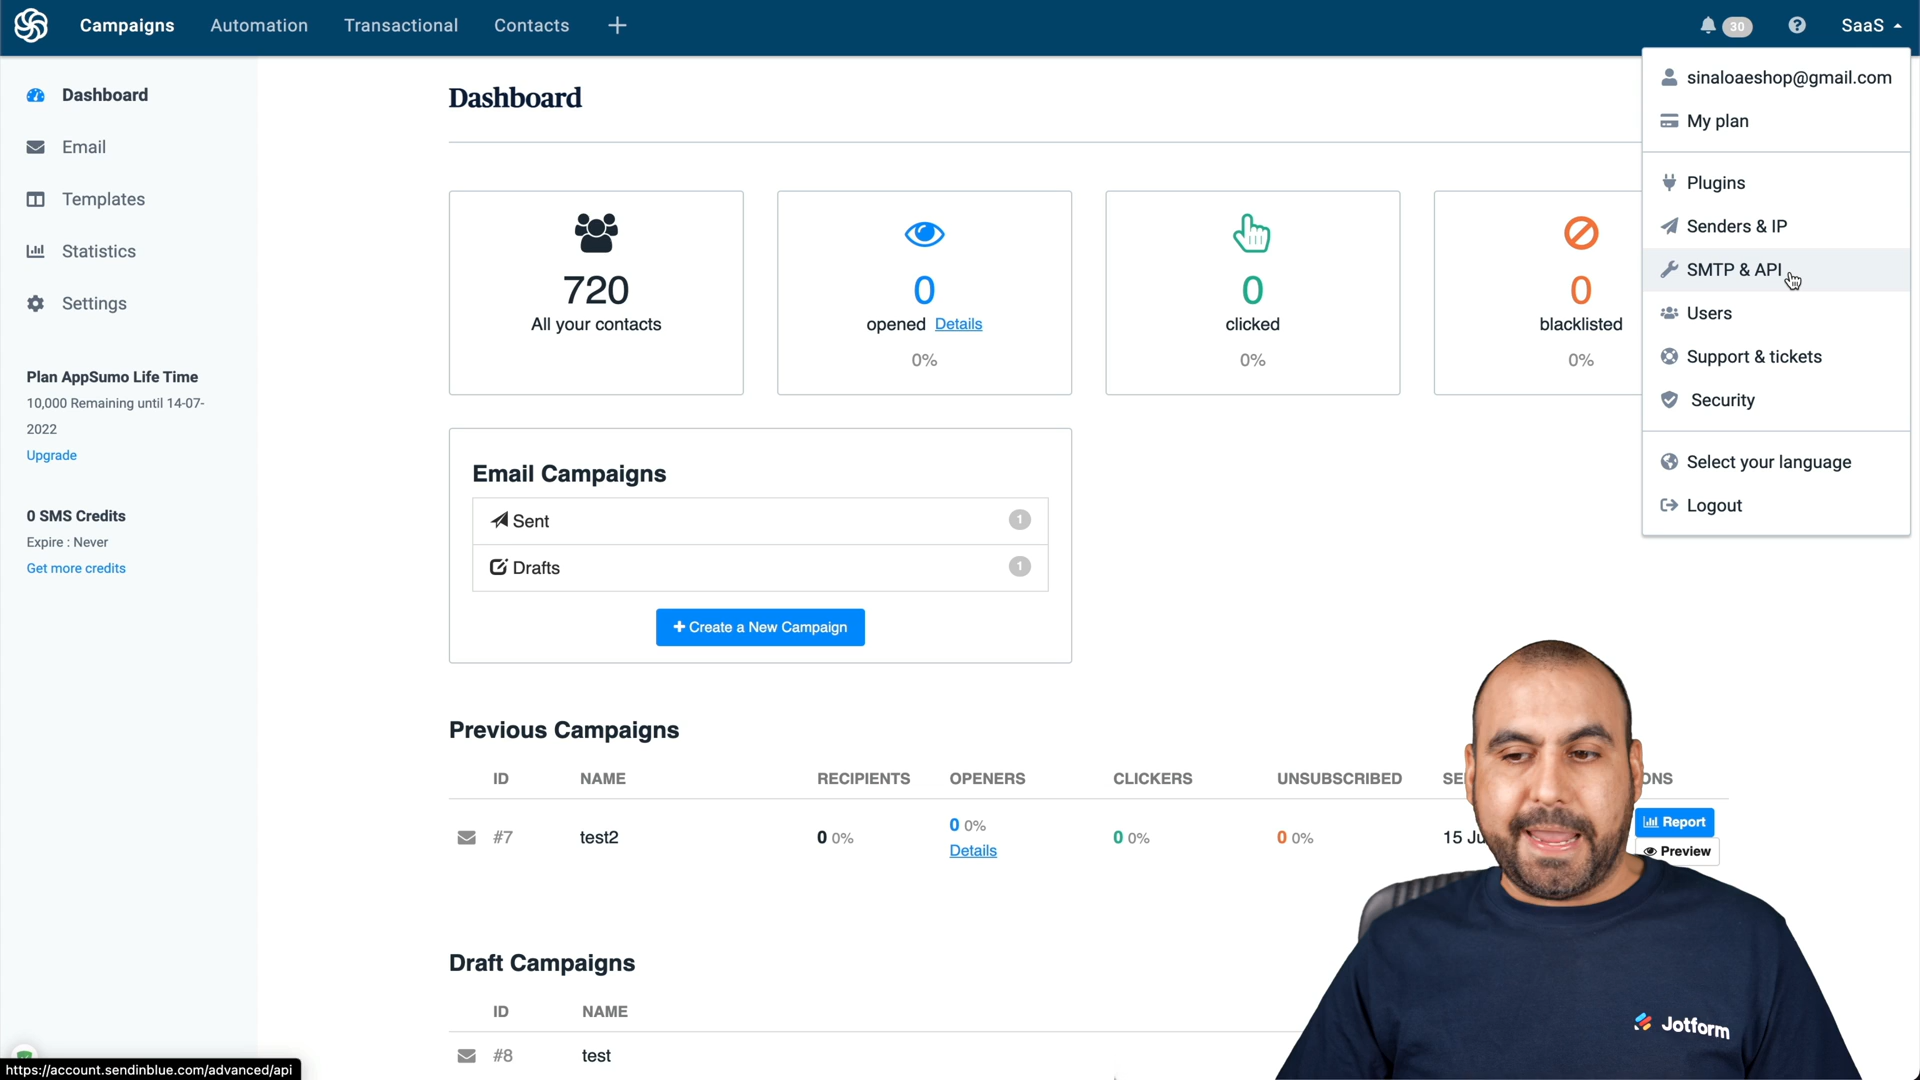 Campaigns Automation Transactional Contacts + 30 SaaS
sinaloaeshop@gmail.com
My plan
Plugins
Senders & IP
SMTP & API
Users
Support & tickets
Security
Select your language
Logout
Dashboard
Email
Templates
Statistics
Settings
Plan AppSumo Life Time
10,000 Remaining until 14-07-
2022
Upgrade
0 SMS Credits
Expire : Never
Get more credits
Dashboard
720
All your contacts
0
opened Details
0%
0
clicked
0%
0
blacklisted
0%
Email Campaigns
Sent 1
Drafts 1
+ Create a New Campaign
Previous Campaigns
ID NAME RECIPIENTS OPENERS CLICKERS UNSUBSCRIBED SE ONS
#7 test2 0 0% 0 0% 0 0% 0 0% 15 Ju
Details
Report
Preview
Draft Campaigns
ID NAME
#8 test
Jotform
https://account.sendinblue.com/advanced/api